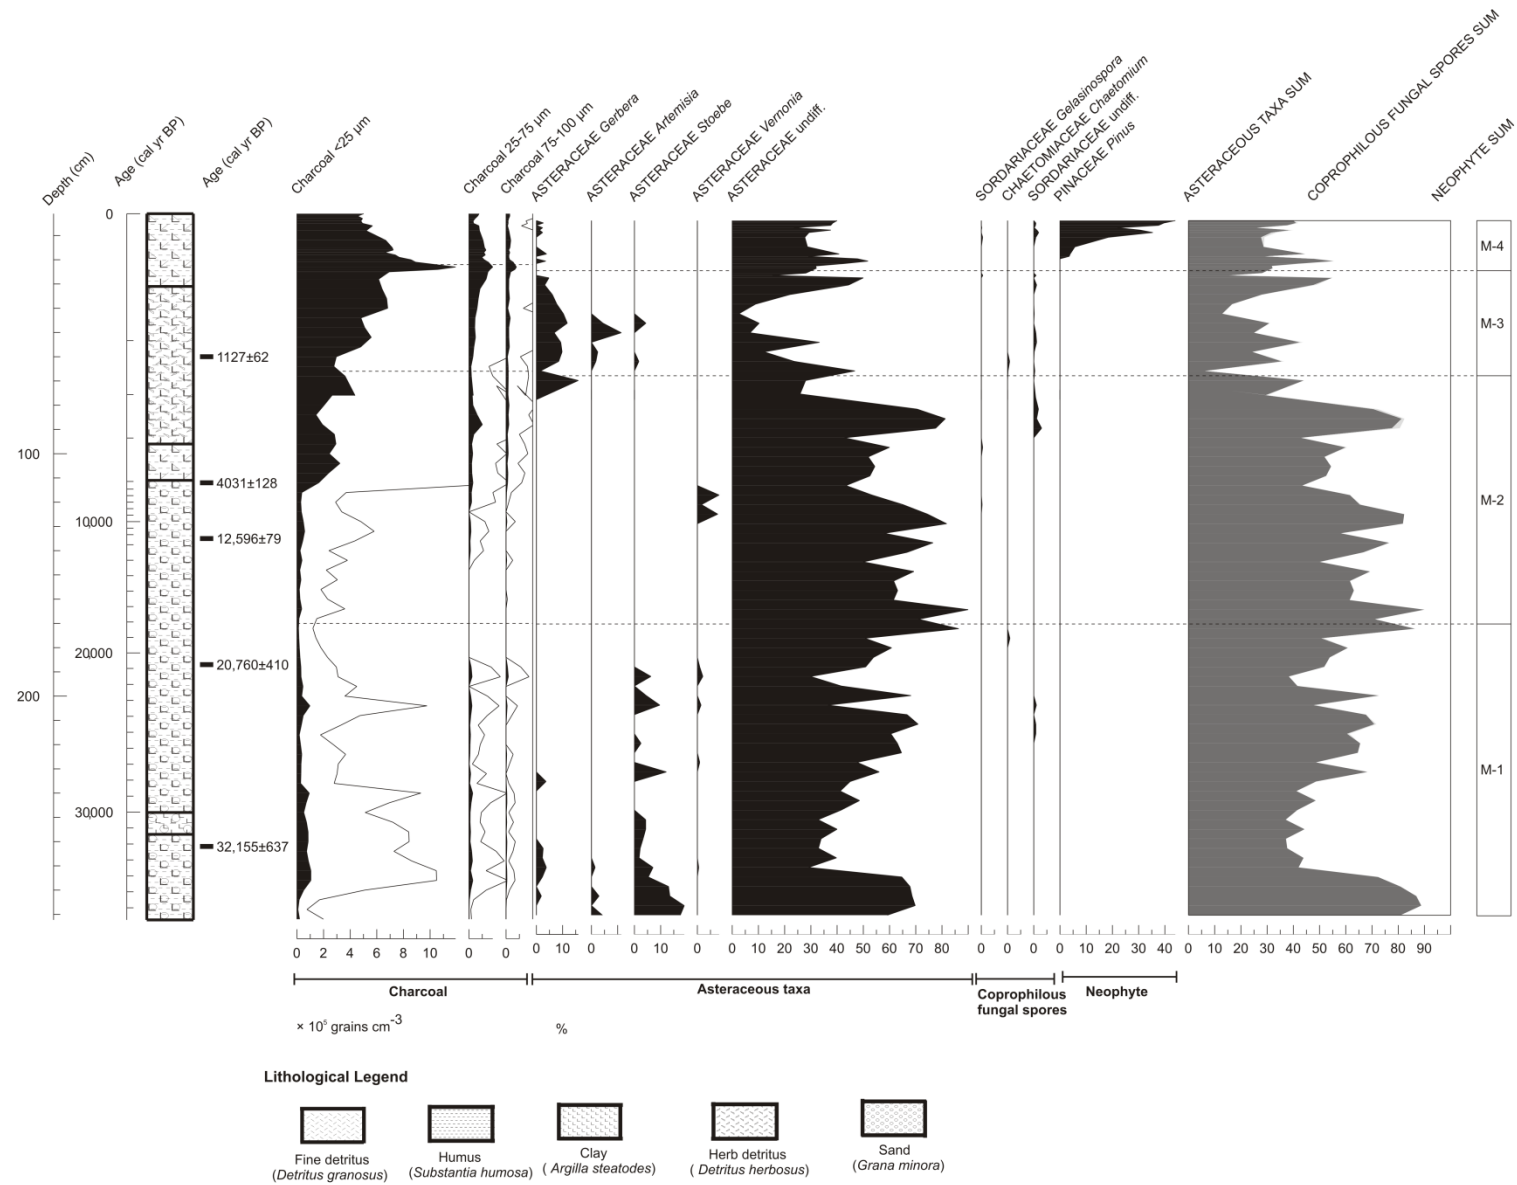 Depth (cm)
Age (cal yr BP)
Age (cal yr BP)
Charcoal <25 µm
Charcoal 25-75 µm
Charcoal 75-100 µm
ASTERACEAE Gerbera
ASTERACEAE Artemisia
ASTERACEAE Stoebe
ASTERACEAE Vernonia
ASTERACEAE undiff.
SORDARIACEAE Gelasinospora
CHAETOMIACEAE Chaetomium
SORDARIACEAE undiff.
PINACEAE Pinus
ASTERACEOUS TAXA SUM
COPROPHILOUS FUNGAL SPORES SUM
NEOPHYTE SUM
0
M-4
M-3
1127±62
100
4031±128
M-2
10,000
12,596±79
20,000
20,760±410
200
M-1
30,000
32,155±637
0 2 4 6 8 10 0 0 0 10 0 0 10 0 0 10 20 30 40 50 60 70 80 0 0 0 0 10 20 30 40 0 10 20 30 40 50 60 70 80 90
Charcoal
Asteraceous taxa
Coprophilous
fungal spores
Neophyte
× 10⁵ grains cm-3
%
Lithological Legend
Fine detritus
(Detritus granosus)
Humus
(Substantia humosa)
Clay
( Argilla steatodes)
Herb detritus
( Detritus herbosus)
Sand
(Grana minora)